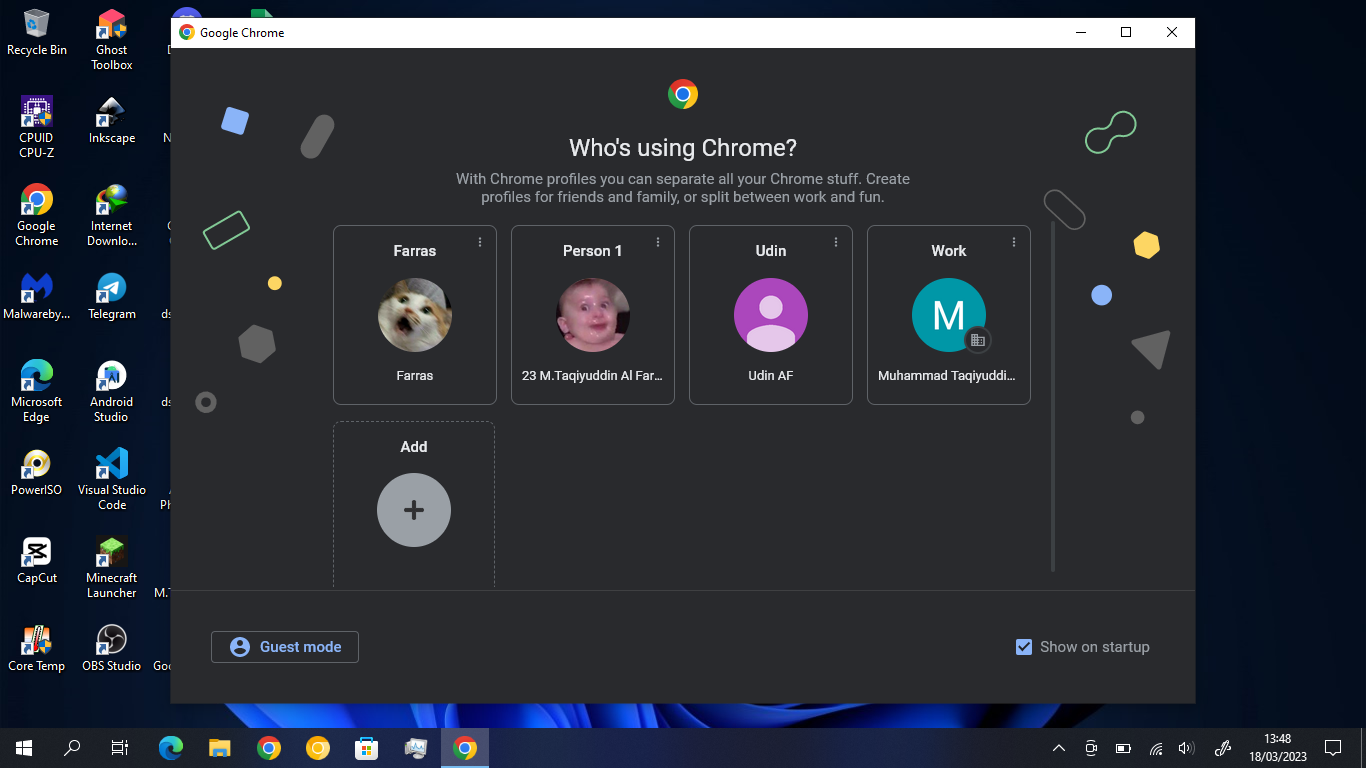 Recycle Bin
Ghost
Toolbox
CPUID
CPU-Z
Inkscape
Google
Chrome
Internet
Downlo...
Malwareby...
Telegram
Microsoft
Edge
Android
Studio
PowerISO
Visual Studio
Code
CapCut
Minecraft
Launcher
Core Temp
OBS Studio
Google Chrome
Who's using Chrome?
With Chrome profiles you can separate all your Chrome stuff. Create
profiles for friends and family, or split between work and fun.
Farras
Farras
Person 1
23 M.Taqiyuddin Al Far...
Udin
Udin AF
Work
M
Muhammad Taqiyuddi...
Add
Guest mode
Show on startup
13:48
18/03/2023